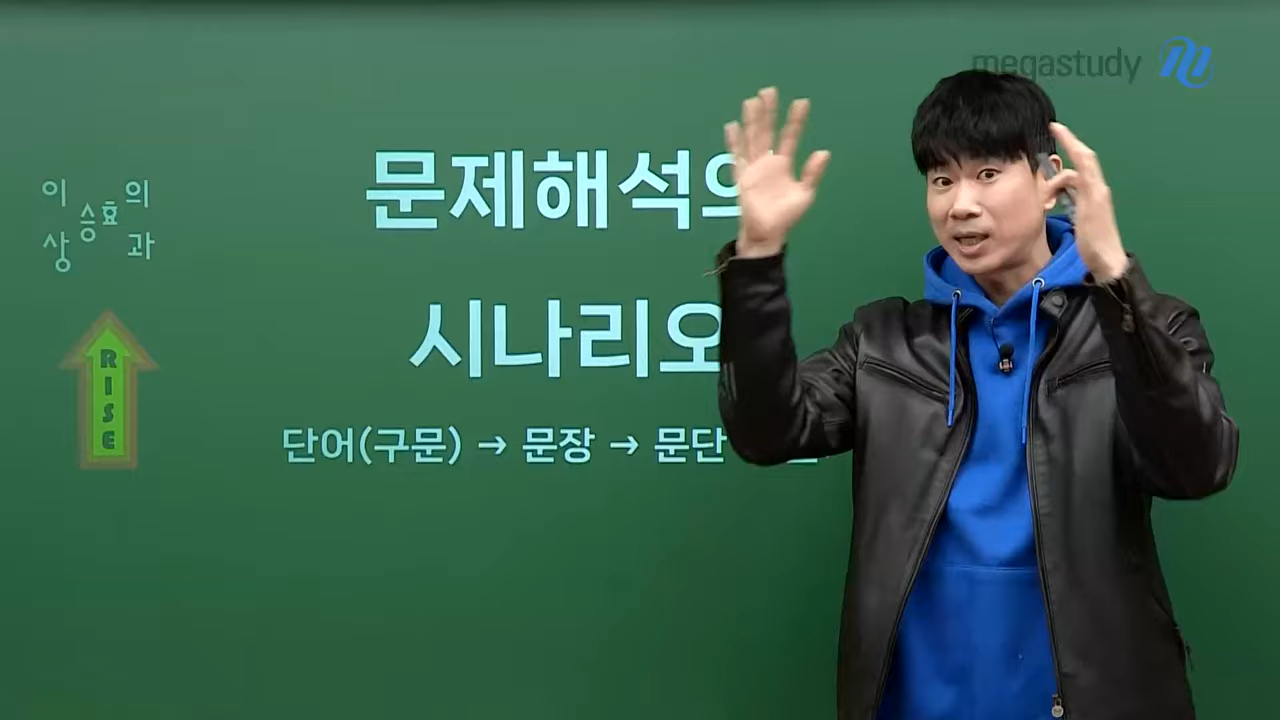 megastudy
문제해석의
시나리오
이 의
승효
상 과
RISE
단어(구문) → 문장 → 문단